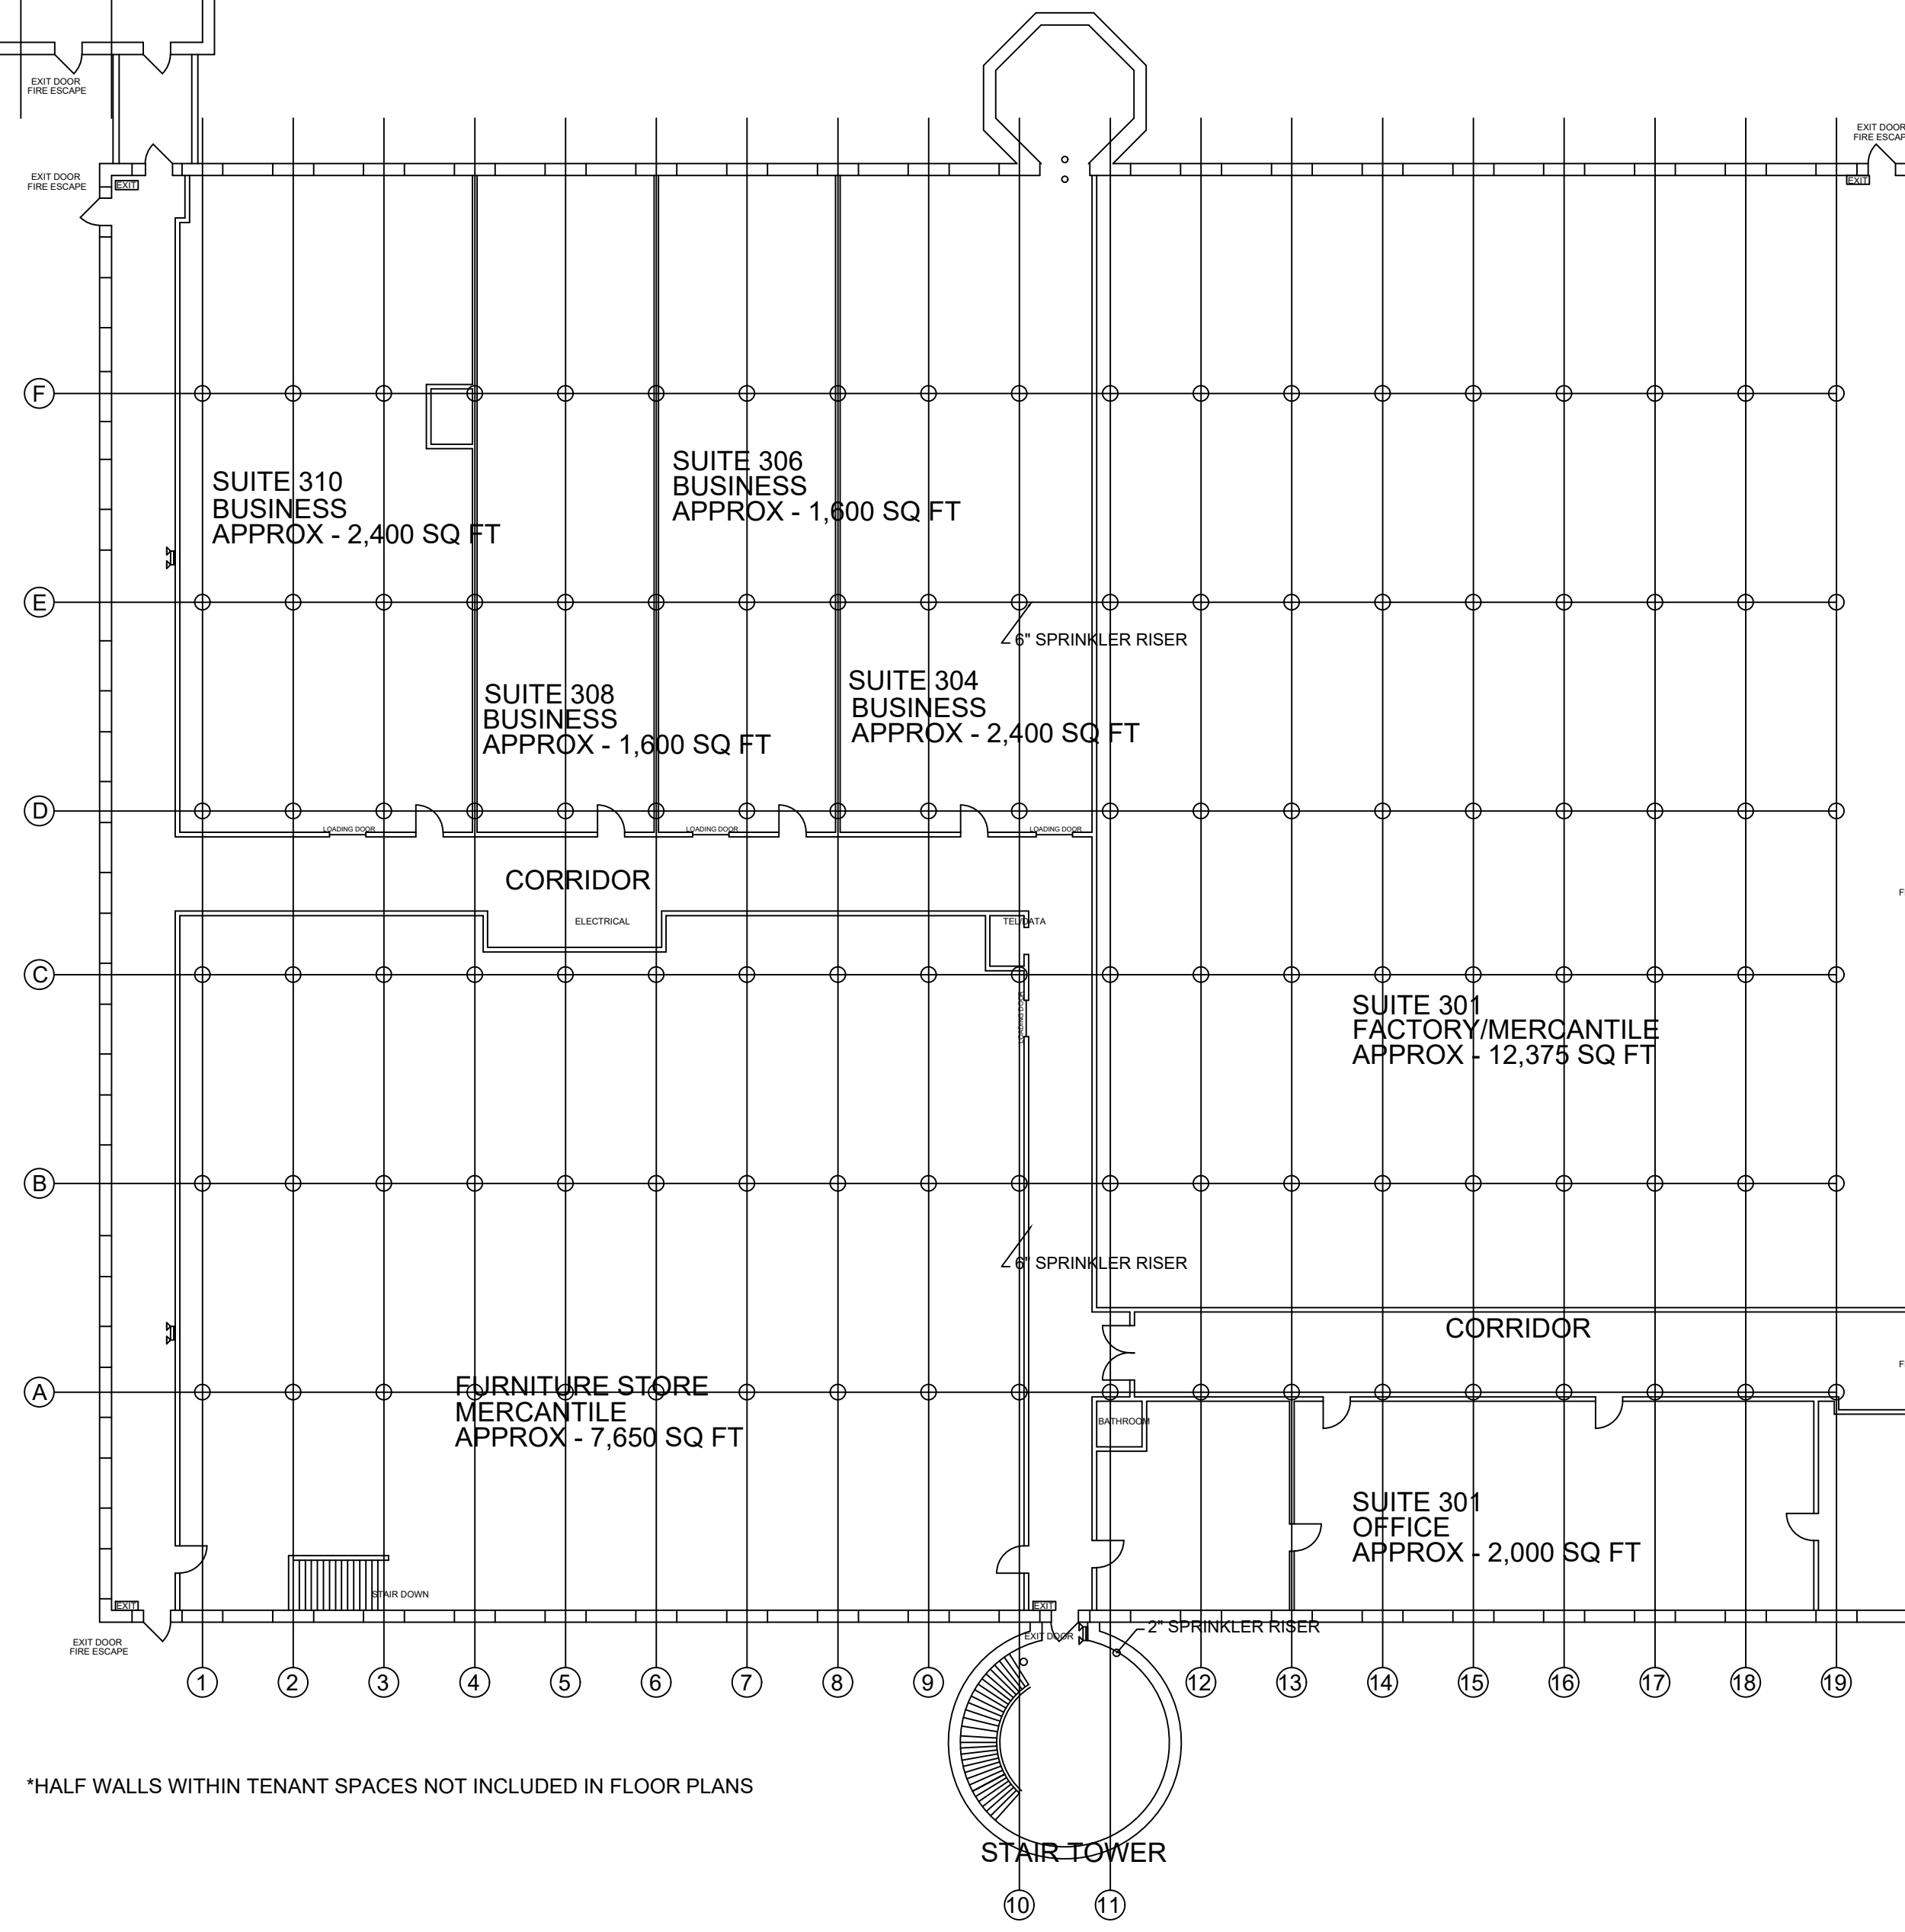 EXIT DOOR
FIRE ESCAPE
EXIT DOOR
FIRE ESCAPE
EXIT DOOR
FIRE ESCAPE
EXIT
EXIT
F
SUITE 310
BUSINESS
APPROX - 2,400 SQ FT
SUITE 306
BUSINESS
APPROX - 1,600 SQ FT
E
6" SPRINKLER RISER
SUITE 308
BUSINESS
APPROX - 1,600 SQ FT
SUITE 304
BUSINESS
APPROX - 2,400 SQ FT
D
LOADING DOOR
LOADING DOOR
LOADING DOOR
CORRIDOR
ELECTRICAL
TEL/DATA
C
LOADING DOOR
SUITE 301
FACTORY/MERCANTILE
APPROX - 12,375 SQ FT
B
6" SPRINKLER RISER
CORRIDOR
A
FURNITURE STORE
MERCANTILE
APPROX - 7,650 SQ FT
BATHROOM
SUITE 301
OFFICE
APPROX - 2,000 SQ FT
STAIR DOWN
EXIT
EXIT
EXIT DOOR
2" SPRINKLER RISER
EXIT DOOR
FIRE ESCAPE
1 2 3 4 5 6 7 8 9 12 13 14 15 16 17 18 19
*HALF WALLS WITHIN TENANT SPACES NOT INCLUDED IN FLOOR PLANS
STAIR TOWER
10 11